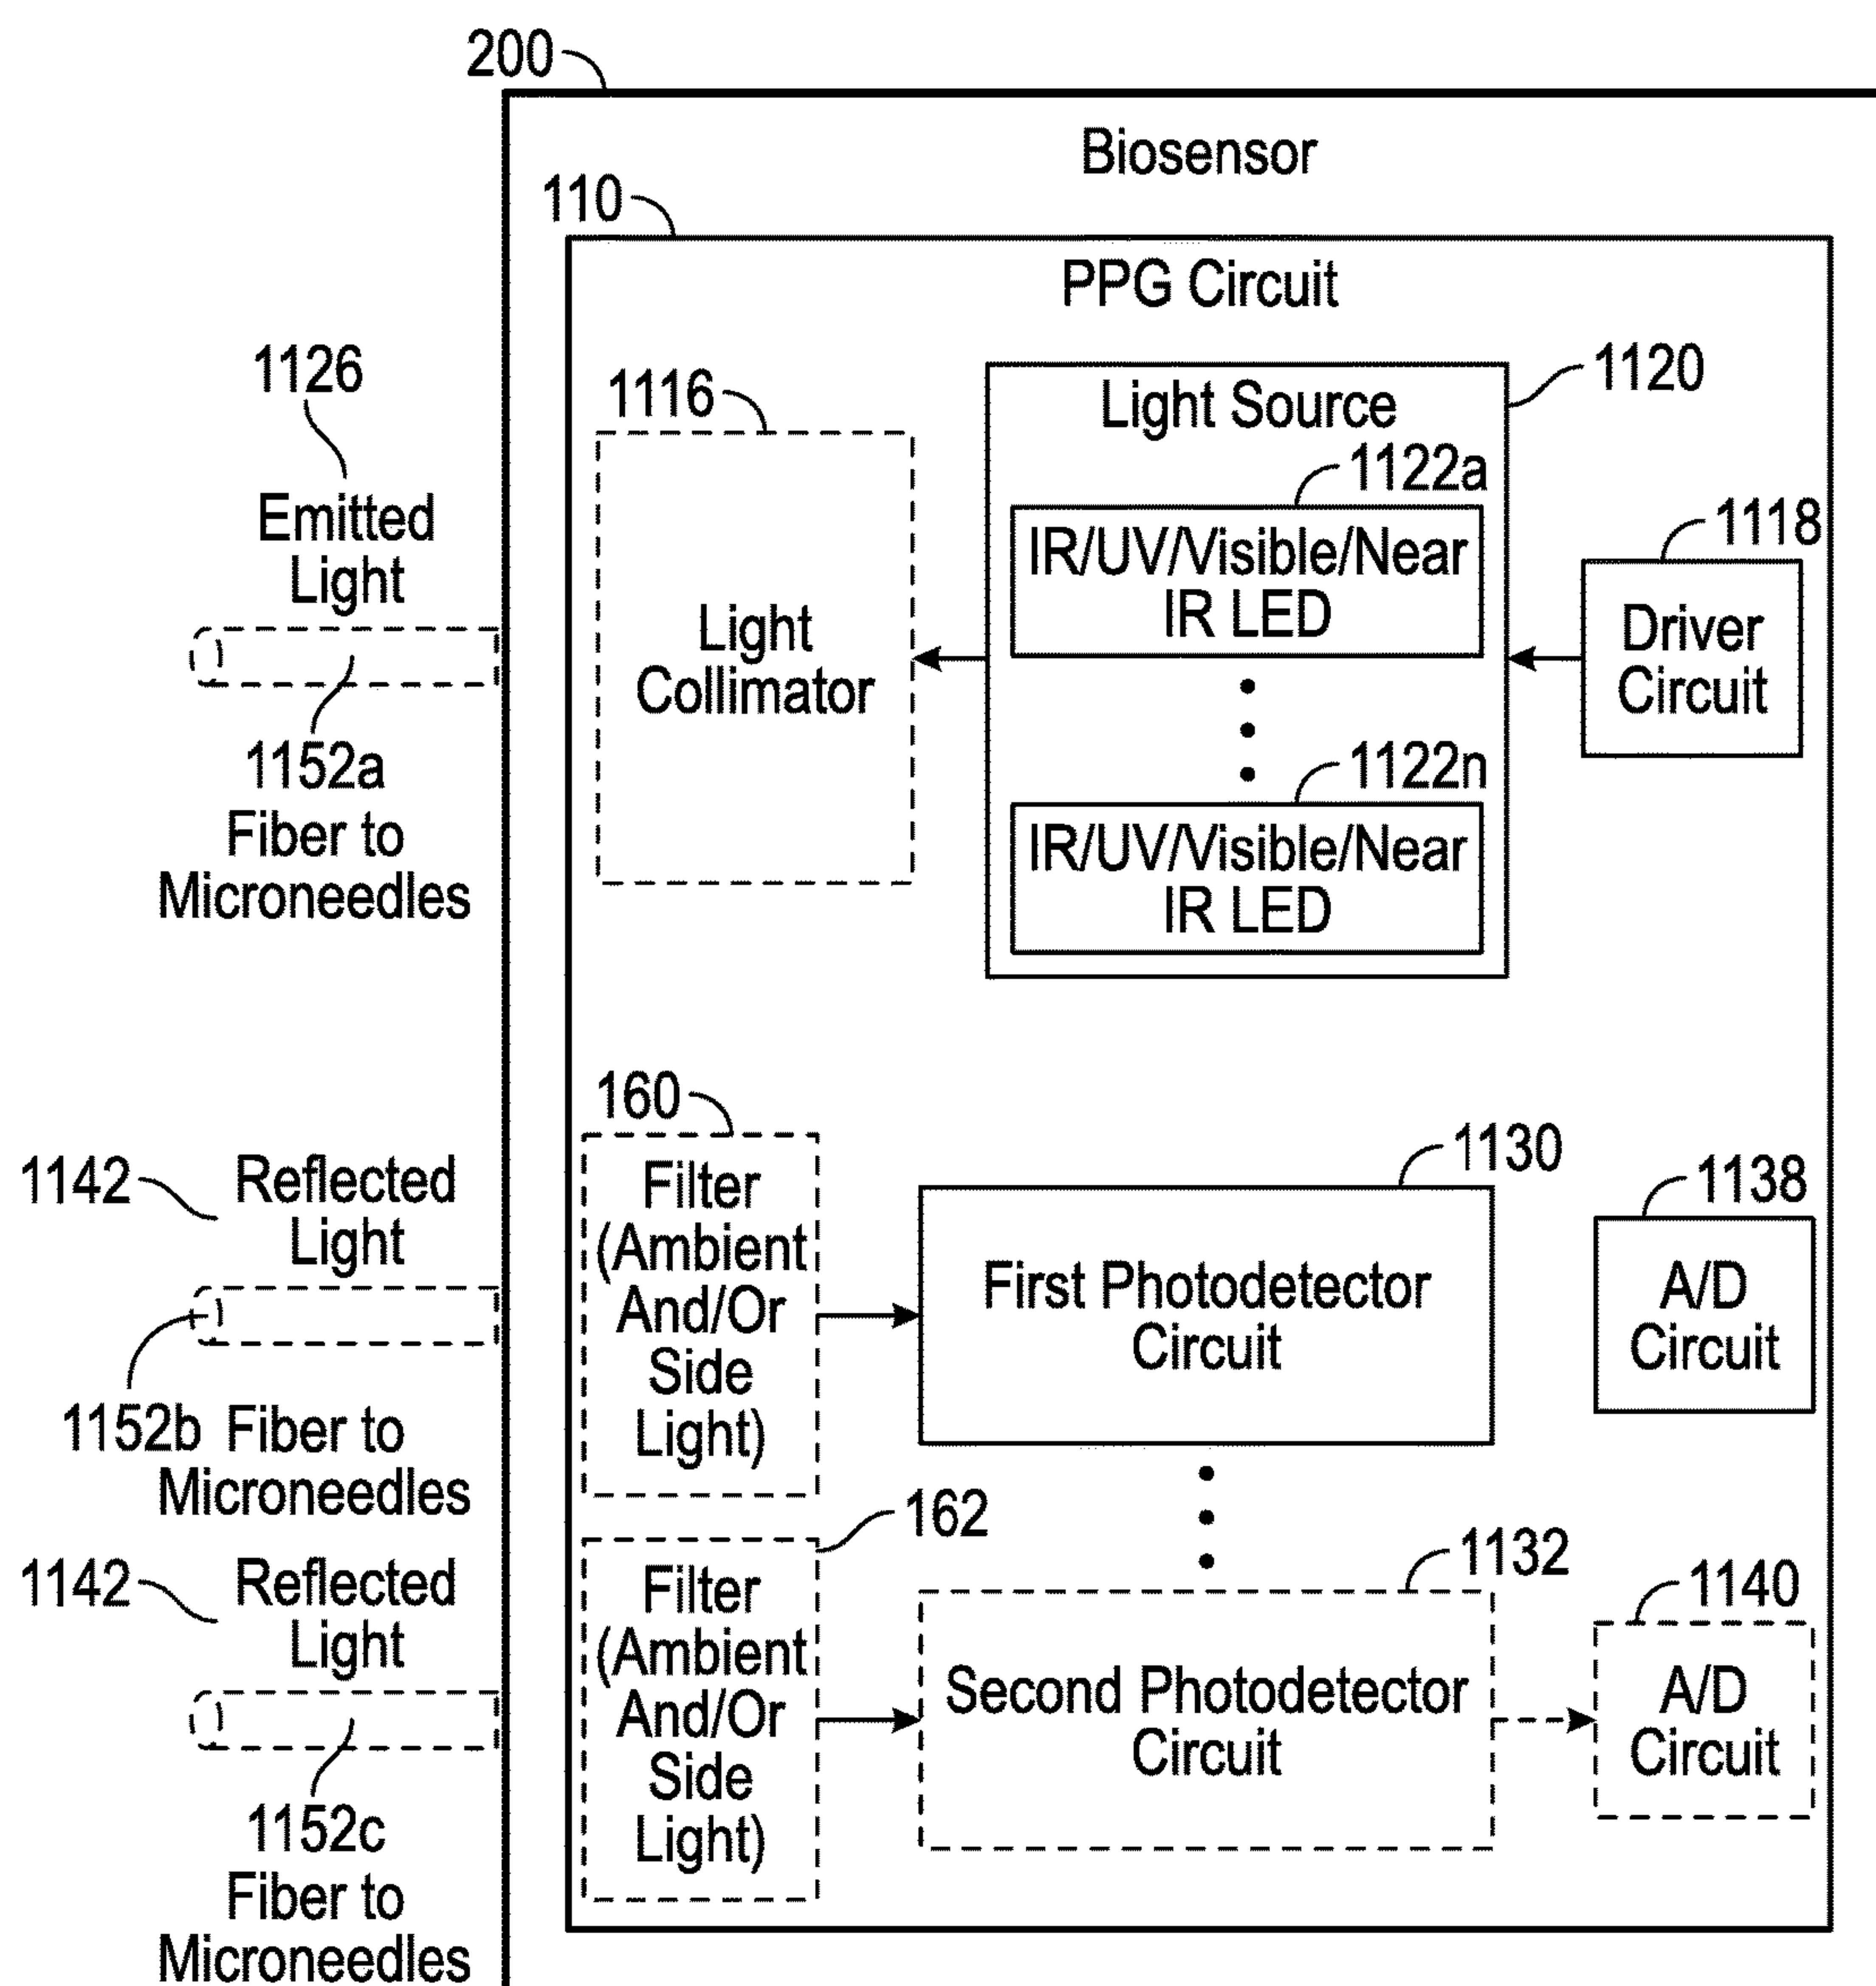 200
Biosensor
110
PPG Circuit
1126
Emitted
Light
1152a
Fiber to
Microneedles
1116
Light
Collimator
1120
Light Source
1122a
IR/UV/Visible/Near
IR LED
1122n
IR/UV/Visible/Near
IR LED
1118
Driver
Circuit
1142
Reflected
Light
1152b
Fiber to
Microneedles
160
Filter
(Ambient
And/Or
Side
Light)
1130
First Photodetector
Circuit
1138
A/D
Circuit
1142
Reflected
Light
1152c
Fiber to
Microneedles
162
Filter
(Ambient
And/Or
Side
Light)
1132
Second Photodetector
Circuit
1140
A/D
Circuit